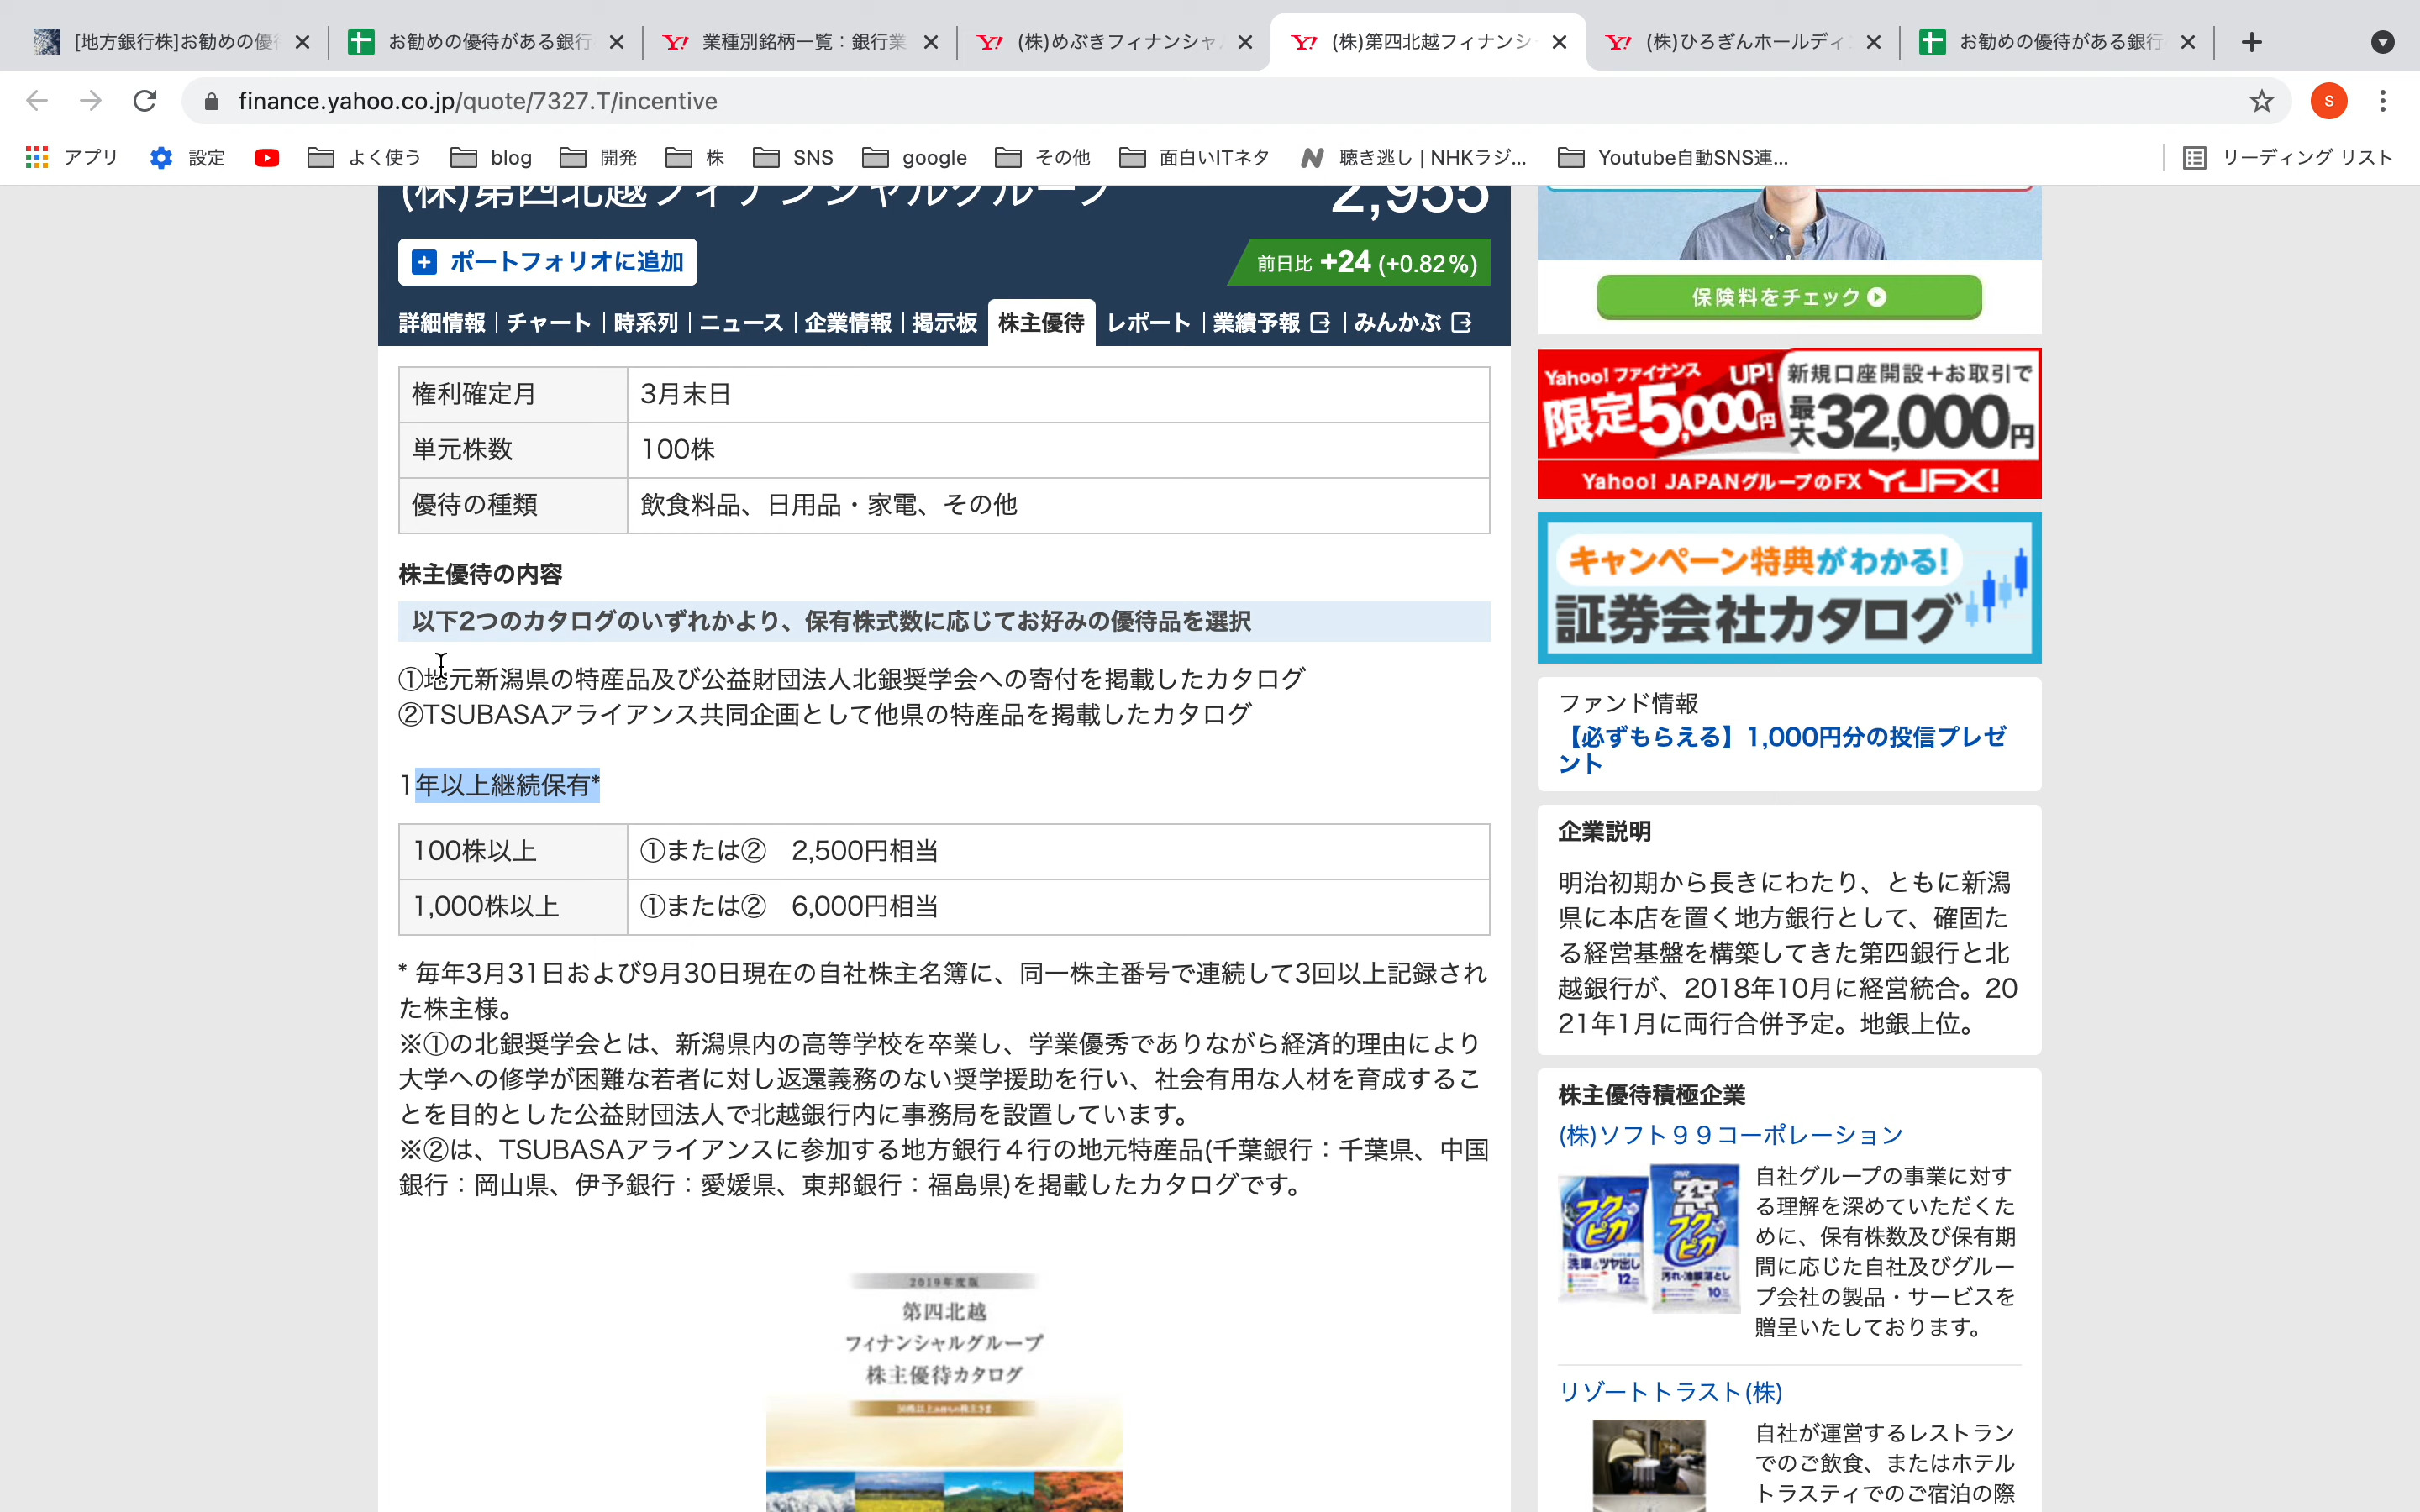 [地方銀行株]お勧めの優
お勧めの優待がある銀行
業種別銘柄一覧：銀行業
(株)めぶきフィナンシャ
(株)第四北越フィナンシ
(株)ひろぎんホールディ
お勧めの優待がある銀行
finance.yahoo.co.jp/quote/7327.T/incentive
S
アプリ
設定
よく使う
blog
開発
株
SNS
google
その他
面白いITネタ
聴き逃し | NHKラジ...
Youtube自動SNS連...
リーディング リスト
(株)第四北越フィナンシャルグループ
2,955
ポートフォリオに追加
前日比 +24 (+0.82%)
詳細情報 | チャート | 時系列 | ニュース | 企業情報 | 掲示板 株主優待 レポート | 業績予報 | みんかぶ
権利確定月 3月末日
単元株数 100株
優待の種類 飲食料品、日用品・家電、その他
株主優待の内容
以下2つのカタログのいずれかより、保有株式数に応じてお好みの優待品を選択
①地元新潟県の特産品及び公益財団法人北銀奨学会への寄付を掲載したカタログ
②TSUBASAアライアンス共同企画として他県の特産品を掲載したカタログ
1年以上継続保有*
100株以上 ①または②　2,500円相当
1,000株以上 ①または②　6,000円相当
* 毎年3月31日および9月30日現在の自社株主名簿に、同一株主番号で連続して3回以上記録され
た株主様。
※①の北銀奨学会とは、新潟県内の高等学校を卒業し、学業優秀でありながら経済的理由により
大学への修学が困難な若者に対し返還義務のない奨学援助を行い、社会有用な人材を育成するこ
とを目的とした公益財団法人で北越銀行内に事務局を設置しています。
※②は、TSUBASAアライアンスに参加する地方銀行４行の地元特産品(千葉銀行：千葉県、中国
銀行：岡山県、伊予銀行：愛媛県、東邦銀行：福島県)を掲載したカタログです。
2019年度版
第四北越
フィナンシャルグループ
株主優待カタログ
保険料をチェック
Yahoo!ファイナンス UP!
限定5,000円
新規口座開設＋お取引で
最大32,000円
Yahoo! JAPANグループのFX YJFX!
キャンペーン特典がわかる!
証券会社カタログ
ファンド情報
【必ずもらえる】1,000円分の投信プレゼ
ント
企業説明
明治初期から長きにわたり、ともに新潟
県に本店を置く地方銀行として、確固た
る経営基盤を構築してきた第四銀行と北
越銀行が、2018年10月に経営統合。20
21年1月に両行合併予定。地銀上位。
株主優待積極企業
(株)ソフト９９コーポレーション
フクピカ
洗車&ツヤ出し
12
窓フクピカ
汚れ・油膜落とし
10
自社グループの事業に対す
る理解を深めていただくた
めに、保有株数及び保有期
間に応じた自社及びグルー
プ会社の製品・サービスを
贈呈いたしております。
リゾートトラスト(株)
自社が運営するレストラン
でのご飲食、またはホテル
トラスティでのご宿泊の際